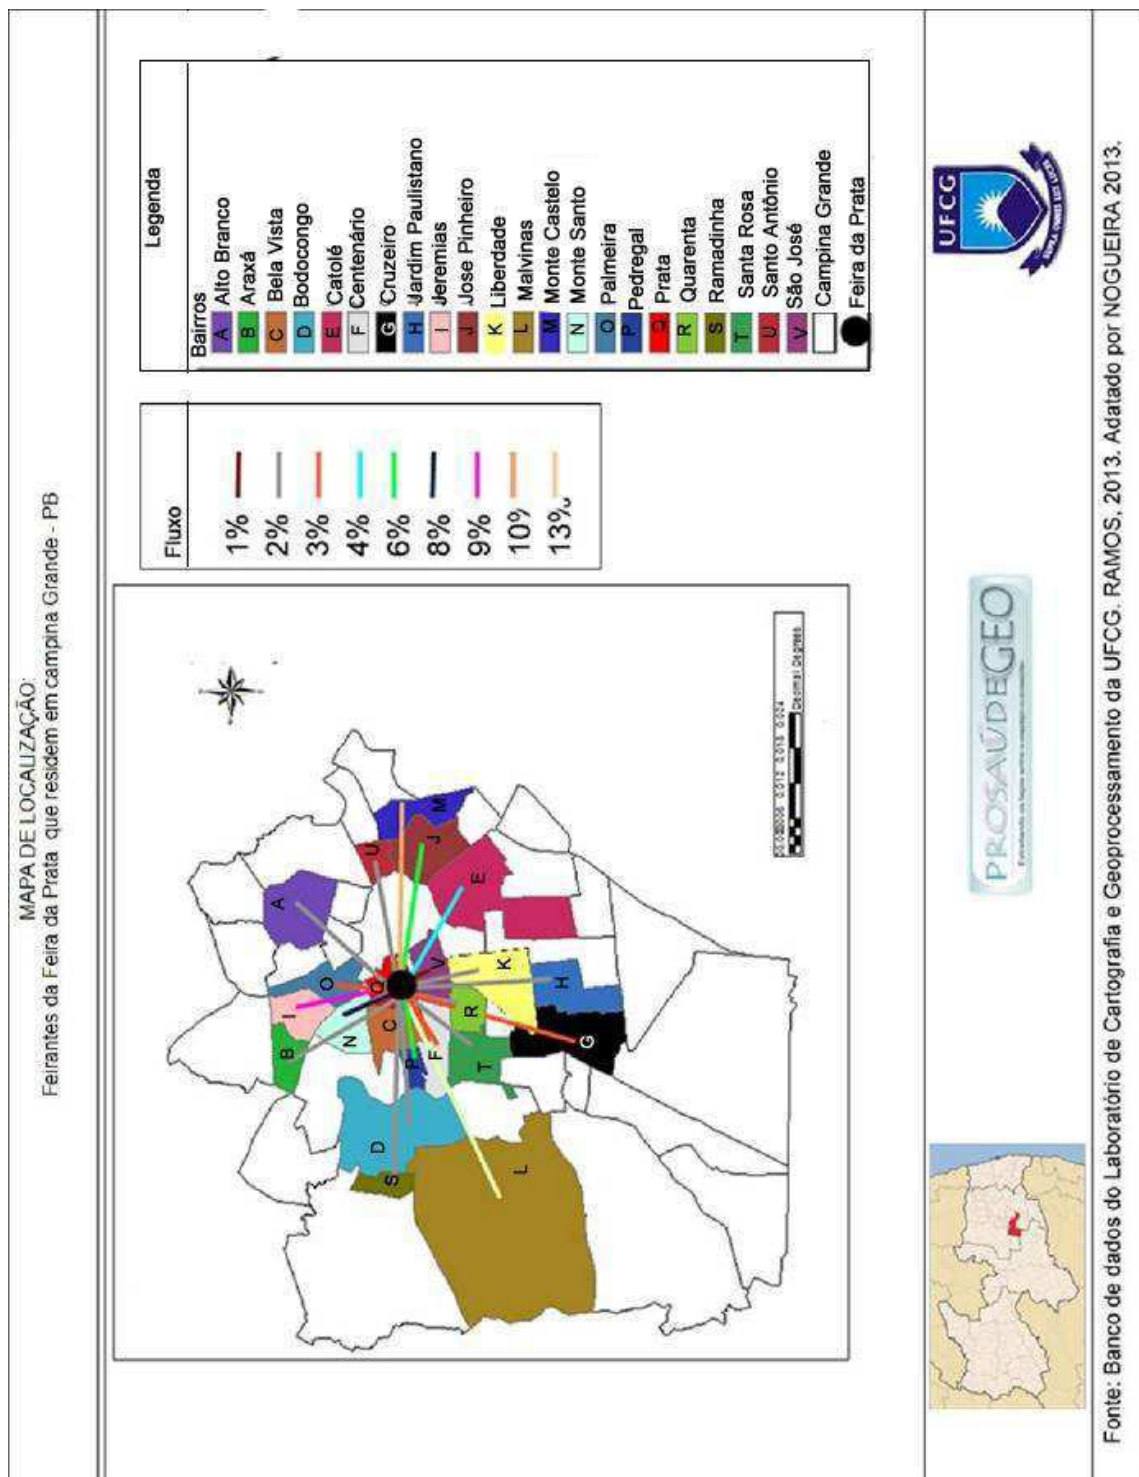 MAPA DE LOCALIZAÇÃO:
Feirantes da Feira da Prata que residem em campina Grande - PB
A
B
C
D
E
F
G
H
I
J
K
L
M
N
O
P
Q
R
S
T
U
V
Decimal Degrees
Fluxo
1%
2%
3%
4%
6%
8%
9%
10%
13%
Legenda
Bairros
A Alto Branco
B Araxá
C Bela Vista
D Bodocongo
E Catolé
F Centenário
G Cruzeiro
H Jardim Paulistano
I Jeremias
J Jose Pinheiro
K Liberdade
L Malvinas
M Monte Castelo
N Monte Santo
O Palmeira
P Pedregal
Q Prata
R Quarenta
S Ramadinha
T Santa Rosa
U Santo Antônio
V São José
Campina Grande
Feira da Prata
PROSAÚDEGEO
UFCG
Fonte: Banco de dados do Laboratório de Cartografia e Geoprocessamento da UFCG. RAMOS, 2013. Adatado por NOGUEIRA 2013.